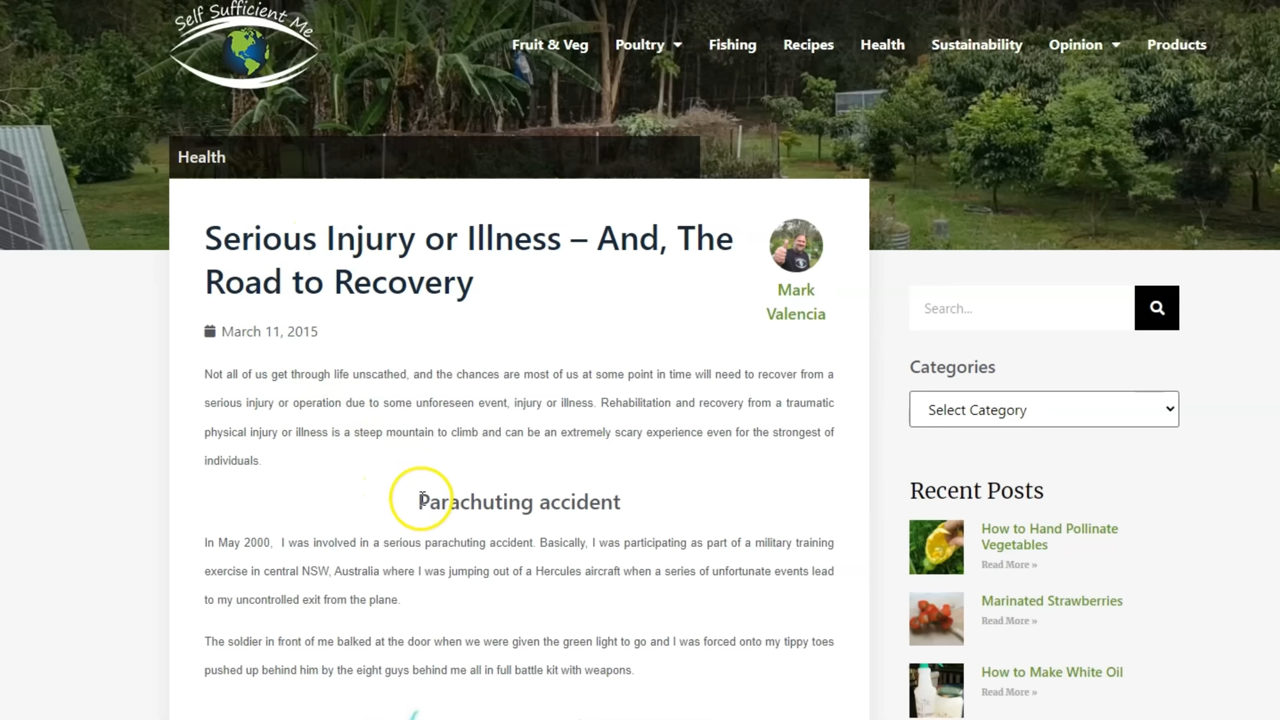 Self Sufficient Me
Fruit & Veg
Poultry
Fishing
Recipes
Health
Sustainability
Opinion
Products
Health
Serious Injury or Illness – And, The
Road to Recovery
Mark
Valencia
March 11, 2015
Not all of us get through life unscathed, and the chances are most of us at some point in time will need to recover from a
serious injury or operation due to some unforeseen event, injury or illness. Rehabilitation and recovery from a traumatic
physical injury or illness is a steep mountain to climb and can be an extremely scary experience even for the strongest of
individuals.
Parachuting accident
In May 2000, I was involved in a serious parachuting accident. Basically, I was participating as part of a military training
exercise in central NSW, Australia where I was jumping out of a Hercules aircraft when a series of unfortunate events lead
to my uncontrolled exit from the plane.
The soldier in front of me balked at the door when we were given the green light to go and I was forced onto my tippy toes
pushed up behind him by the eight guys behind me all in full battle kit with weapons.
Search...
Categories
Select Category
Recent Posts
How to Hand Pollinate
Vegetables
Read More »
Marinated Strawberries
Read More »
How to Make White Oil
Read More »